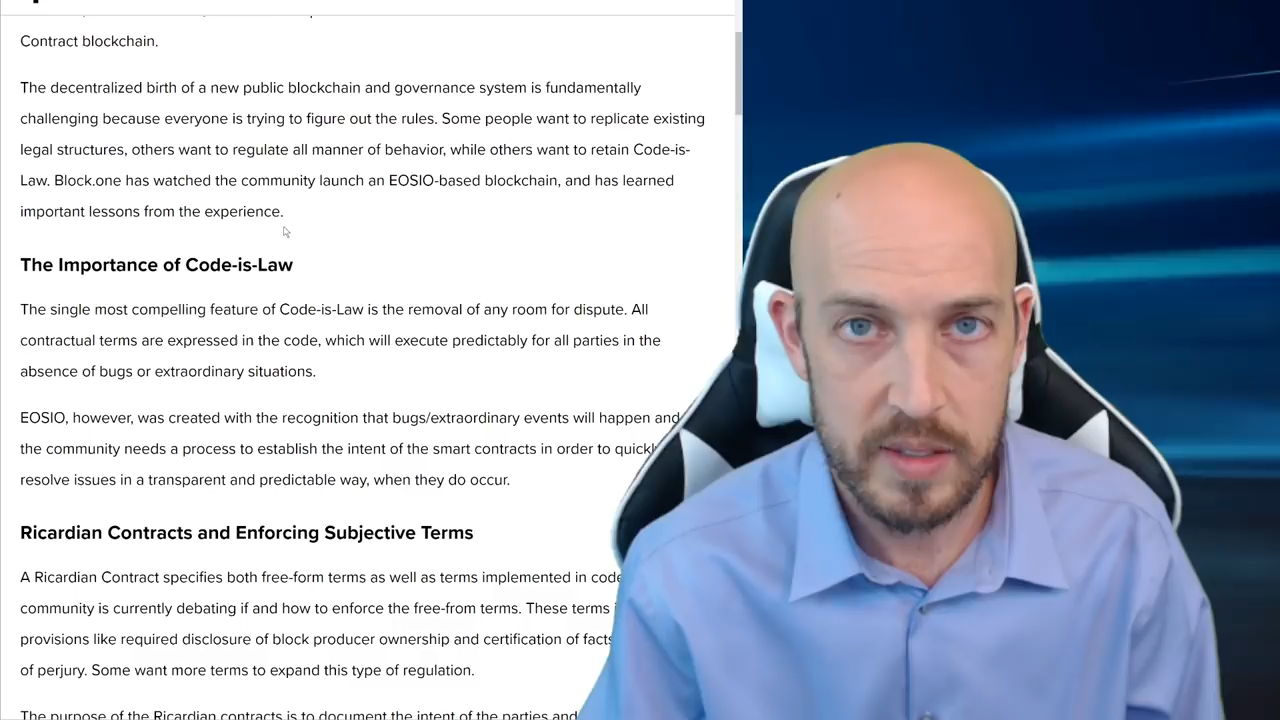 Contract blockchain.
The decentralized birth of a new public blockchain and governance system is fundamentally
challenging because everyone is trying to figure out the rules. Some people want to replicate existing
legal structures, others want to regulate all manner of behavior, while others want to retain Code-is-
Law. Block.one has watched the community launch an EOSIO-based blockchain, and has learned
important lessons from the experience.
The Importance of Code-is-Law
The single most compelling feature of Code-is-Law is the removal of any room for dispute. All
contractual terms are expressed in the code, which will execute predictably for all parties in the
absence of bugs or extraordinary situations.
EOSIO, however, was created with the recognition that bugs/extraordinary events will happen and
the community needs a process to establish the intent of the smart contracts in order to quickly
resolve issues in a transparent and predictable way, when they do occur.
Ricardian Contracts and Enforcing Subjective Terms
A Ricardian Contract specifies both free-form terms as well as terms implemented in code
community is currently debating if and how to enforce the free-from terms. These terms
provisions like required disclosure of block producer ownership and certification of facts
of perjury. Some want more terms to expand this type of regulation.
The purpose of the Ricardian contracts is to document the intent of the parties and